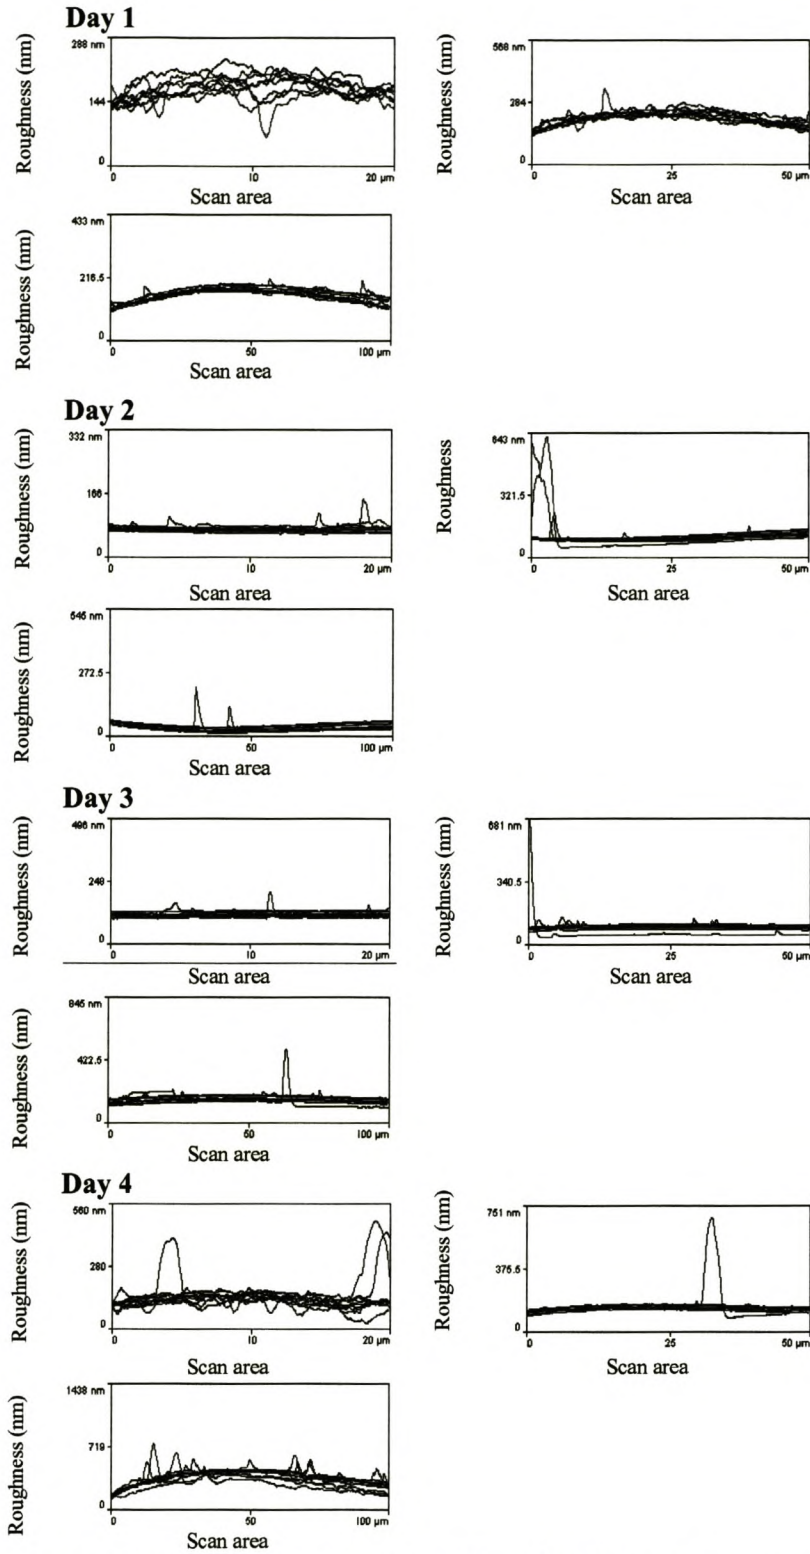 Day 1
Roughness (nm)
288 nm
144
0
0
10
20 µm
Scan area
Roughness (nm)
568 nm
284
0
0
25
50 µm
Scan area
Roughness (nm)
433 nm
216.5
0
0
50
100 µm
Scan area
Day 2
Roughness (nm)
332 nm
166
0
0
10
20 µm
Scan area
Roughness
643 nm
321.5
0
0
25
50 µm
Scan area
Roughness (nm)
545 nm
272.5
0
0
50
100 µm
Scan area
Day 3
Roughness (nm)
496 nm
248
0
0
10
20 µm
Scan area
Roughness (nm)
681 nm
340.5
0
0
25
50 µm
Scan area
Roughness (nm)
845 nm
422.5
0
0
50
100 µm
Scan area
Day 4
Roughness (nm)
560 nm
280
0
0
10
20 µm
Scan area
Roughness (nm)
751 nm
375.5
0
0
25
50 µm
Scan area
Roughness (nm)
1438 nm
719
0
0
50
100 µm
Scan area